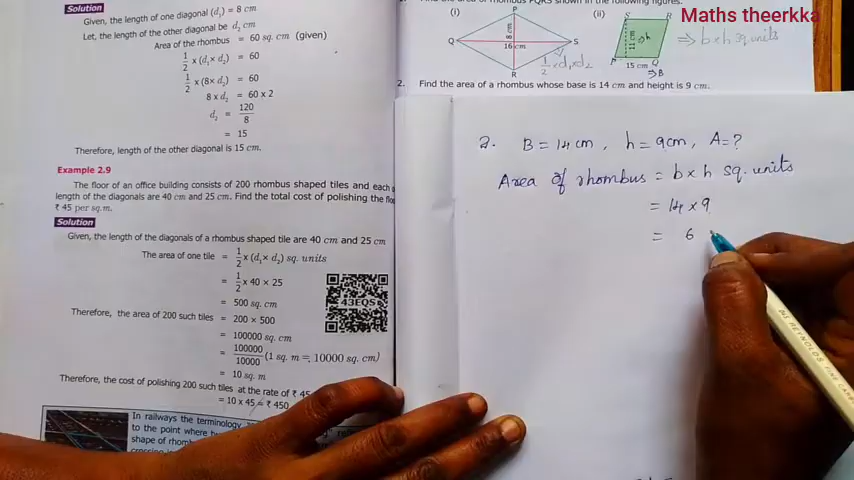 Maths theerkka
Solution
Given, the length of one diagonal (d₁) = 8 cm
Let, the length of the other diagonal be d₂ cm
Area of the rhombus = 60 sq. cm (given)
1/2 × (d₁ × d₂) = 60
1/2 × (8× d₂) = 60
8 × d₂ = 60 × 2
d₂ = 120/8
= 15
Therefore, length of the other diagonal is 15 cm.
Example 2.9
The floor of an office building consists of 200 rhombus shaped tiles and each
length of the diagonals are 40 cm and 25 cm. Find the total cost of polishing the
₹ 45 per sq.m.
Solution
Given, the length of the diagonals of a rhombus shaped tile are 40 cm and 25 cm
The area of one tile = 1/2 × (d₁× d₂) sq. units
= 1/2 × 40 × 25
= 500 sq. cm
Therefore, the area of 200 such tiles = 200 × 500
= 100000 sq. cm
= 100000/10000 (1 sq. m = 10000 sq. cm)
= 10 sq. m
Therefore, the cost of polishing 200 such tiles at the rate of ₹ 45
= 10 × 45 = ₹ 450
43EQS
In railways the terminology
to the point where
shape of
(i)
P
Q
S
R
8 cm
16 cm
1/2 × d₁ × d₂
(ii)
S
R
P
Q
11 cm
⇒ h
15 cm
⇒ B
⇒ b×h sq.units
2. Find the area of a rhombus whose base is 14 cm and height is 9 cm.
2. B = 14 cm, h = 9cm, A = ?
Area of rhombus = b × h sq. units
= 14 × 9
= 6